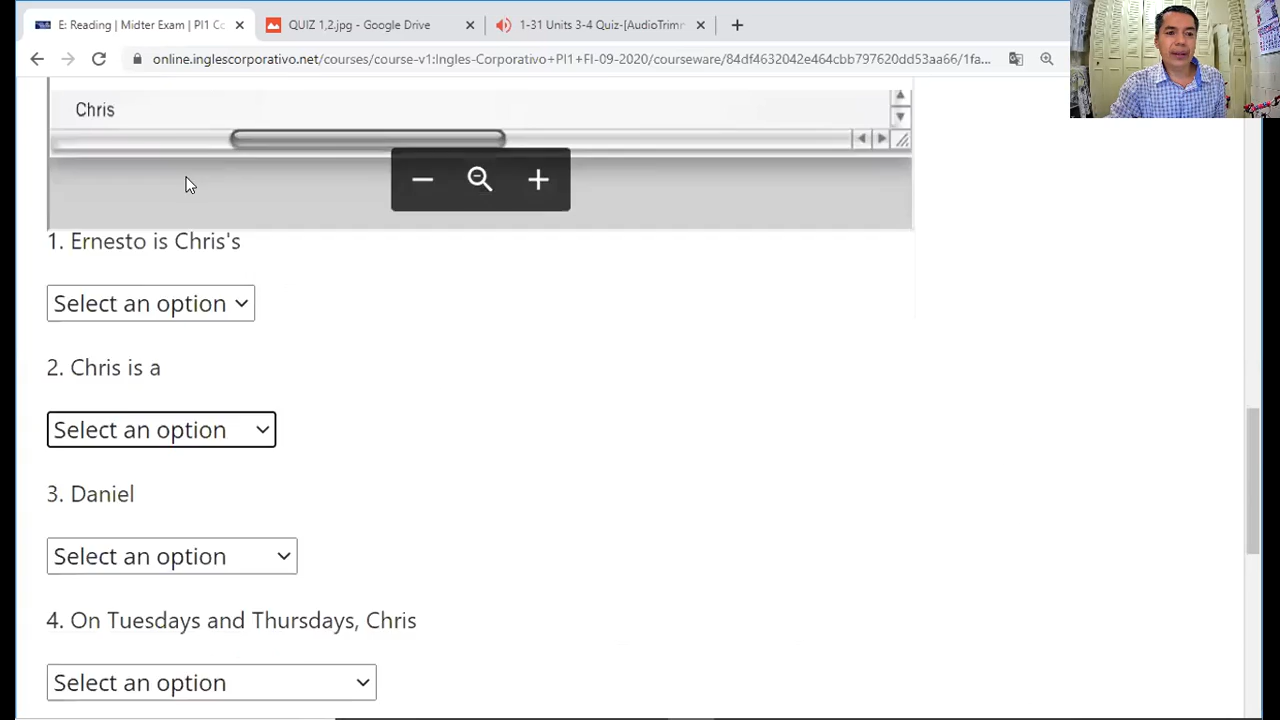 E: Reading | Midter Exam | PI1 Co
QUIZ 1,2.jpg - Google Drive
1-31 Units 3-4 Quiz-[AudioTrimm
online.inglescorporativo.net/courses/course-v1:Ingles-Corporativo+PI1+FI-09-2020/courseware/84df4632042e464cbb797620dd53aa66/1fa...
Chris
1. Ernesto is Chris's
Select an option
2. Chris is a
Select an option
3. Daniel
Select an option
4. On Tuesdays and Thursdays, Chris
Select an option